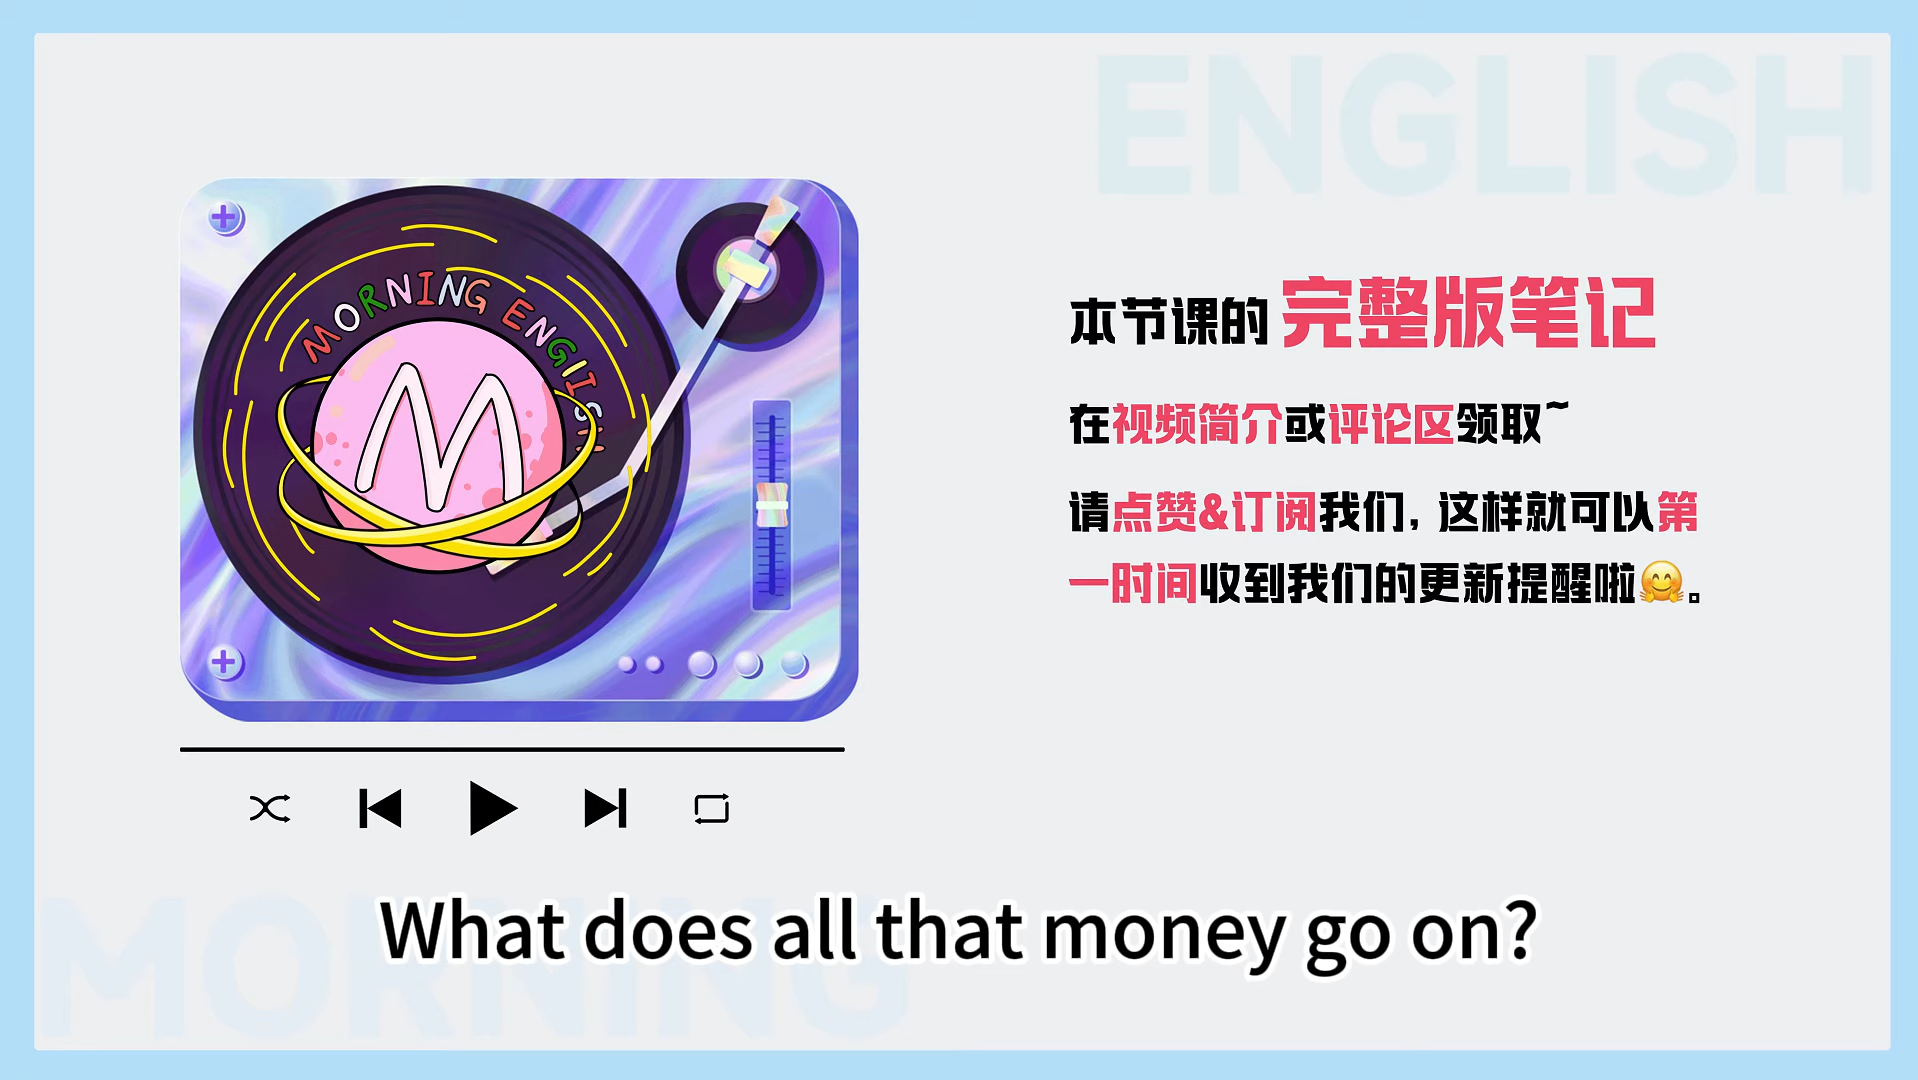 ENGLISH
MORNING ENGLISH
M
本节课的完整版笔记
在视频简介或评论区领取~
请点赞&订阅我们，这样就可以第
一时间收到我们的更新提醒啦🤗。
MORNING
What does all that money go on?